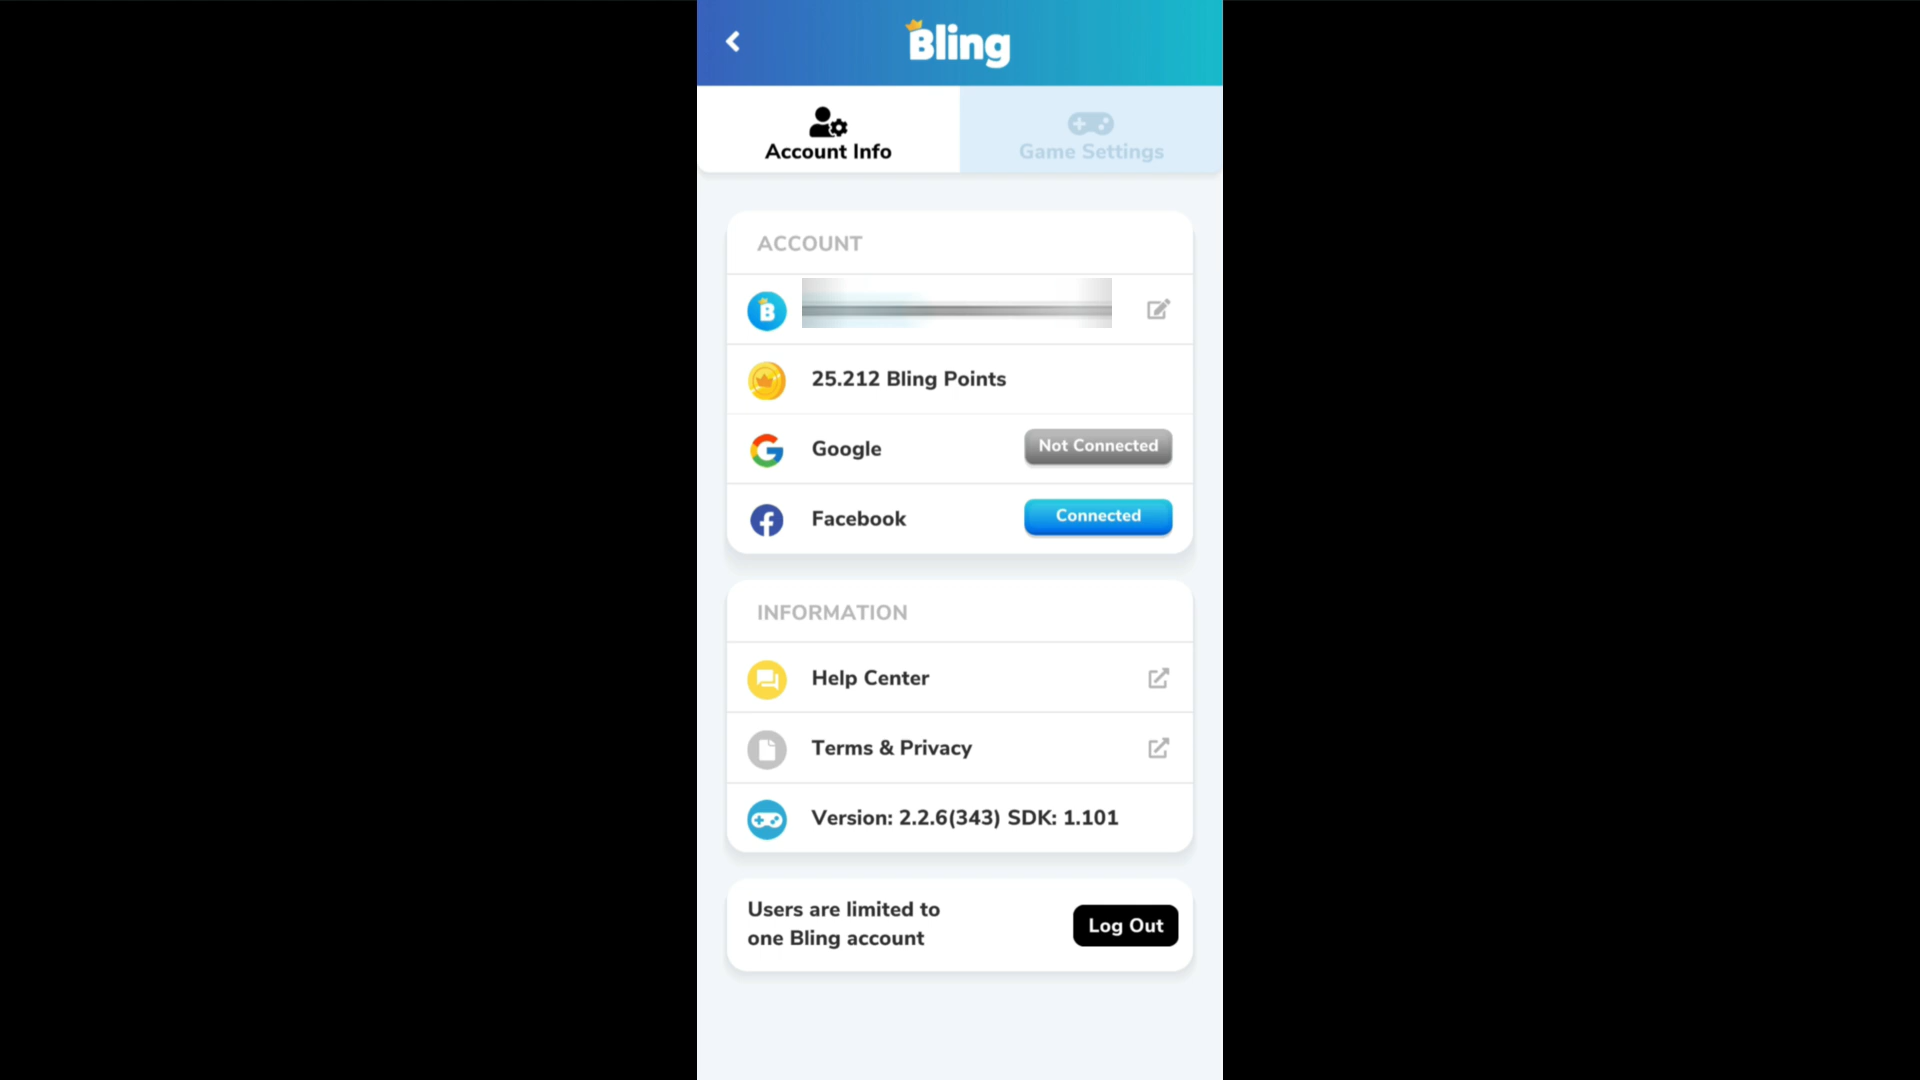 Bling
Account Info
Game Settings
ACCOUNT
B
25.212 Bling Points
Google
Not Connected
Facebook
Connected
INFORMATION
Help Center
Terms & Privacy
Version: 2.2.6(343) SDK: 1.101
Users are limited to
one Bling account
Log Out